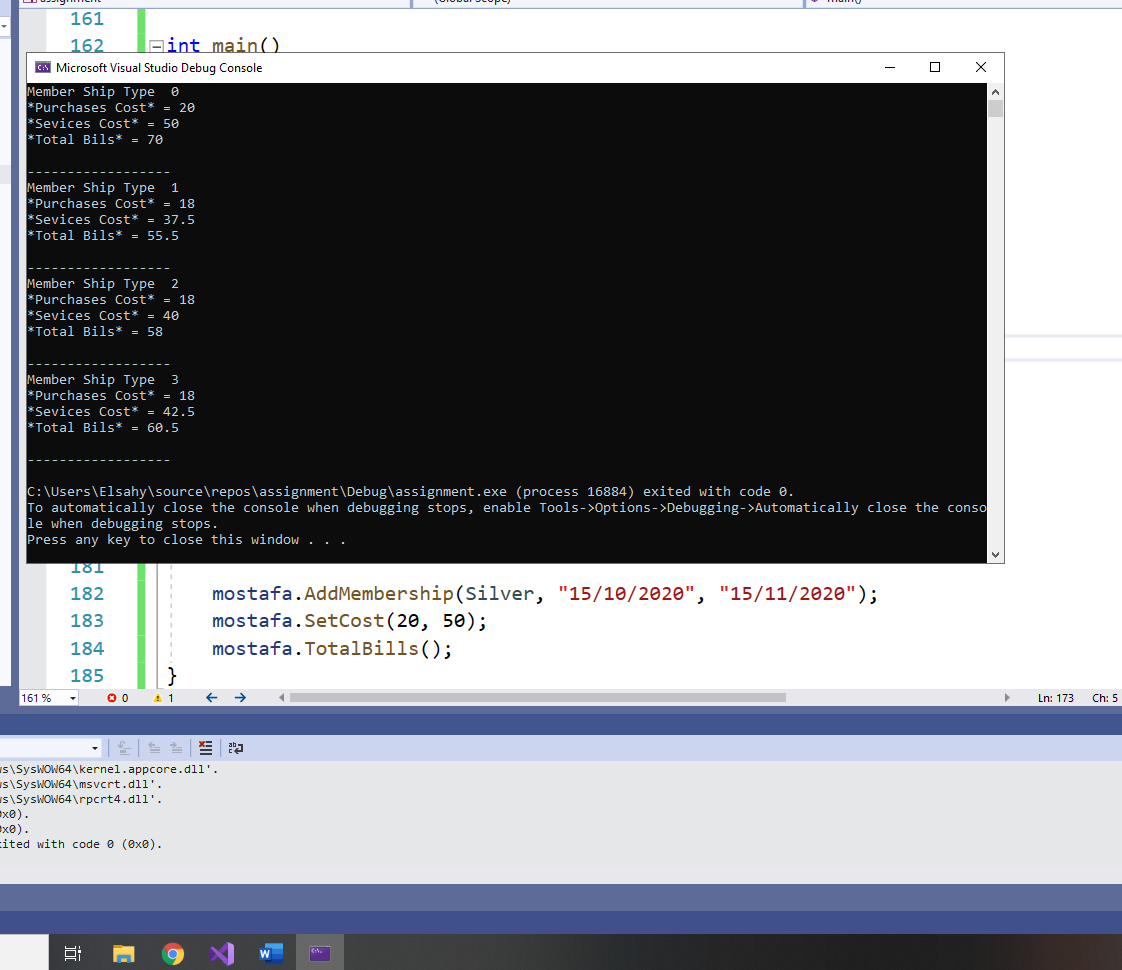 assignment (Global Scope) main()
161
162 int main()
Microsoft Visual Studio Debug Console
Member Ship Type  0
*Purchases Cost* = 20
*Sevices Cost* = 50
*Total Bils* = 70
------------------
Member Ship Type  1
*Purchases Cost* = 18
*Sevices Cost* = 37.5
*Total Bils* = 55.5
------------------
Member Ship Type  2
*Purchases Cost* = 18
*Sevices Cost* = 40
*Total Bils* = 58
------------------
Member Ship Type  3
*Purchases Cost* = 18
*Sevices Cost* = 42.5
*Total Bils* = 60.5
------------------
C:\Users\Elsahy\source\repos\assignment\Debug\assignment.exe (process 16884) exited with code 0.
To automatically close the console when debugging stops, enable Tools->Options->Debugging->Automatically close the conso
le when debugging stops.
Press any key to close this window . . .
181
182 mostafa.AddMembership(Silver, "15/10/2020", "15/11/2020");
183 mostafa.SetCost(20, 50);
184 mostafa.TotalBills();
185 }
161 % 0 1 Ln: 173 Ch: 5
ws\SysWOW64\kernel.appcore.dll'.
ws\SysWOW64\msvcrt.dll'.
ws\SysWOW64\rpcrt4.dll'.
0x0).
0x0).
xited with code 0 (0x0).